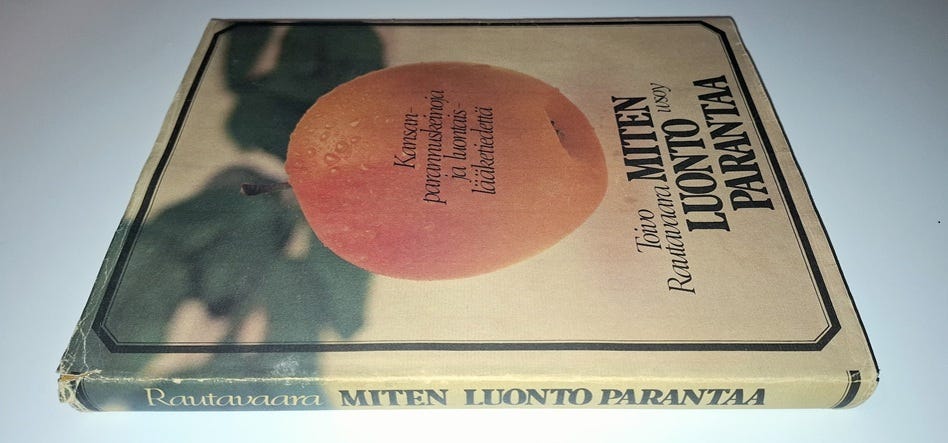 Kansan-
parannuskeinoja
ja luontais-
lääketiedettä
Toivo
Rautavaara MITEN
LUONTO wsoy
PARANTAA
Rautavaara MITEN LUONTO PARANTAA